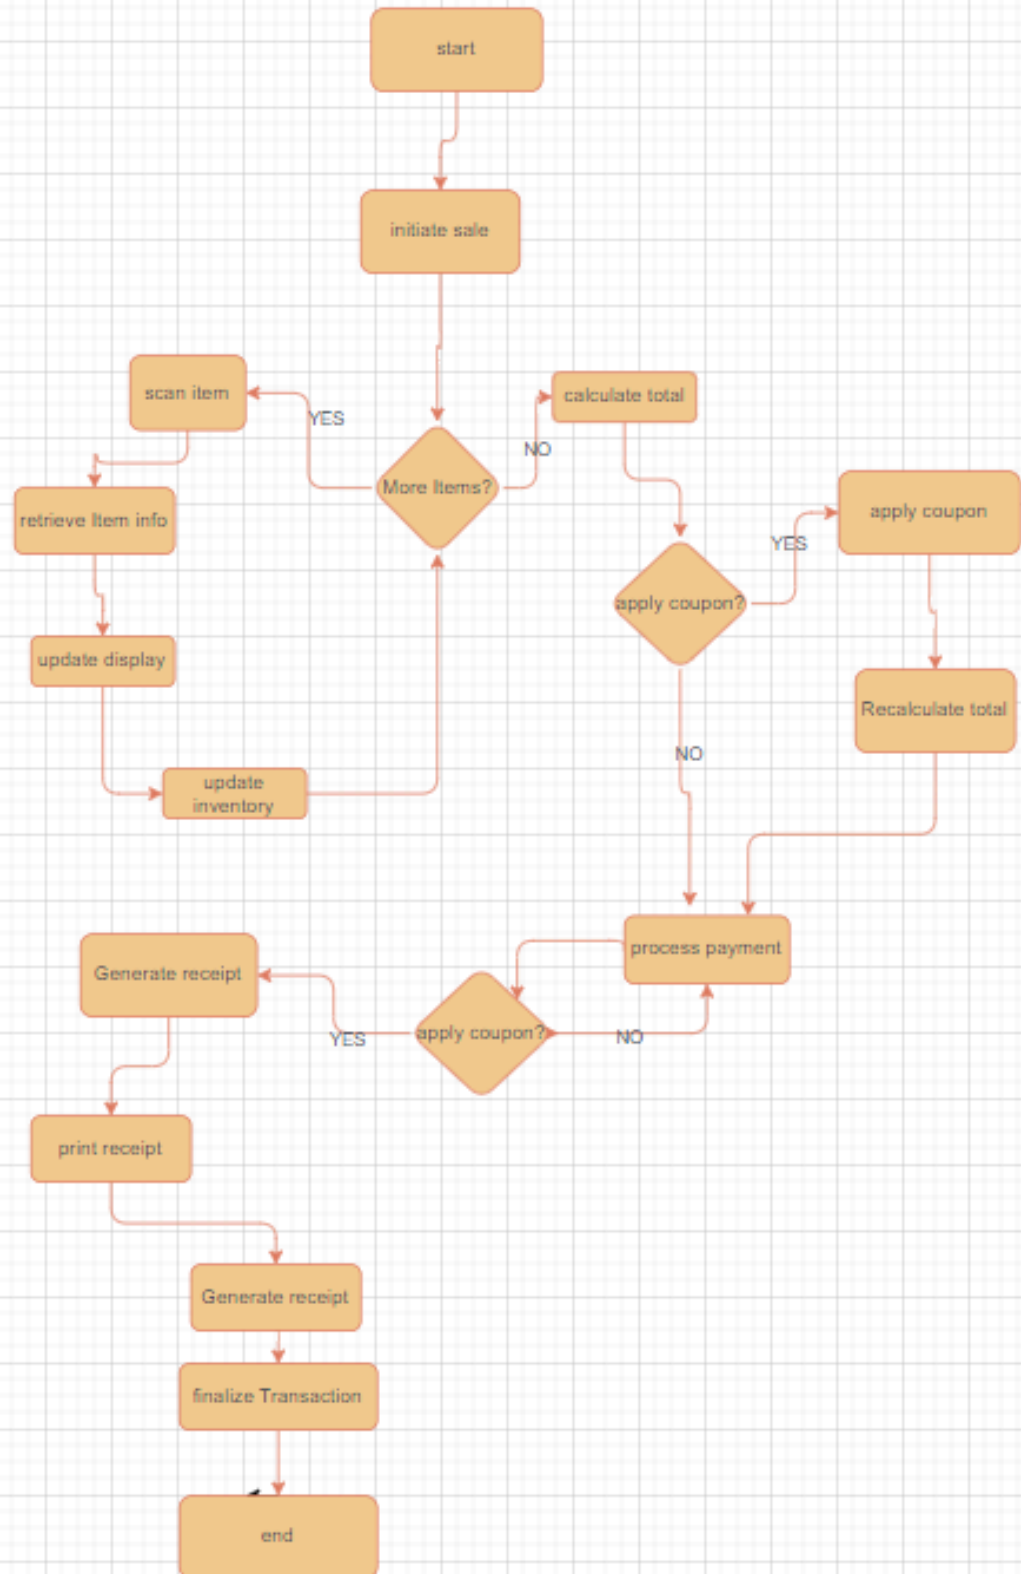 start
initiate sale
scan item
YES
calculate total
NO
More Items?
retrieve Item info
apply coupon
YES
apply coupon?
update display
Recalculate total
NO
update
inventory
process payment
Generate receipt
apply coupon?
YES
NO
print receipt
Generate receipt
finalize Transaction
end